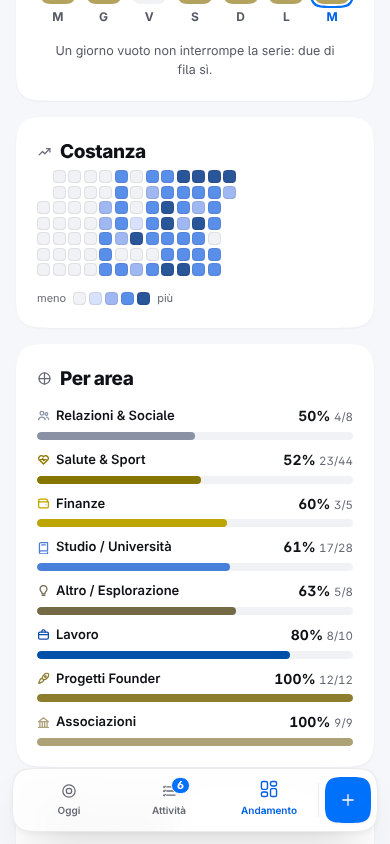 M G V S D L M
Un giorno vuoto non interrompe la serie: due di
fila sì.
Costanza
meno più
Per area
Relazioni & Sociale 50% 4/8
Salute & Sport 52% 23/44
Finanze 60% 3/5
Studio / Università 61% 17/28
Altro / Esplorazione 63% 5/8
Lavoro 80% 8/10
Progetti Founder 100% 12/12
Associazioni 100% 9/9
6
Oggi Attività Andamento